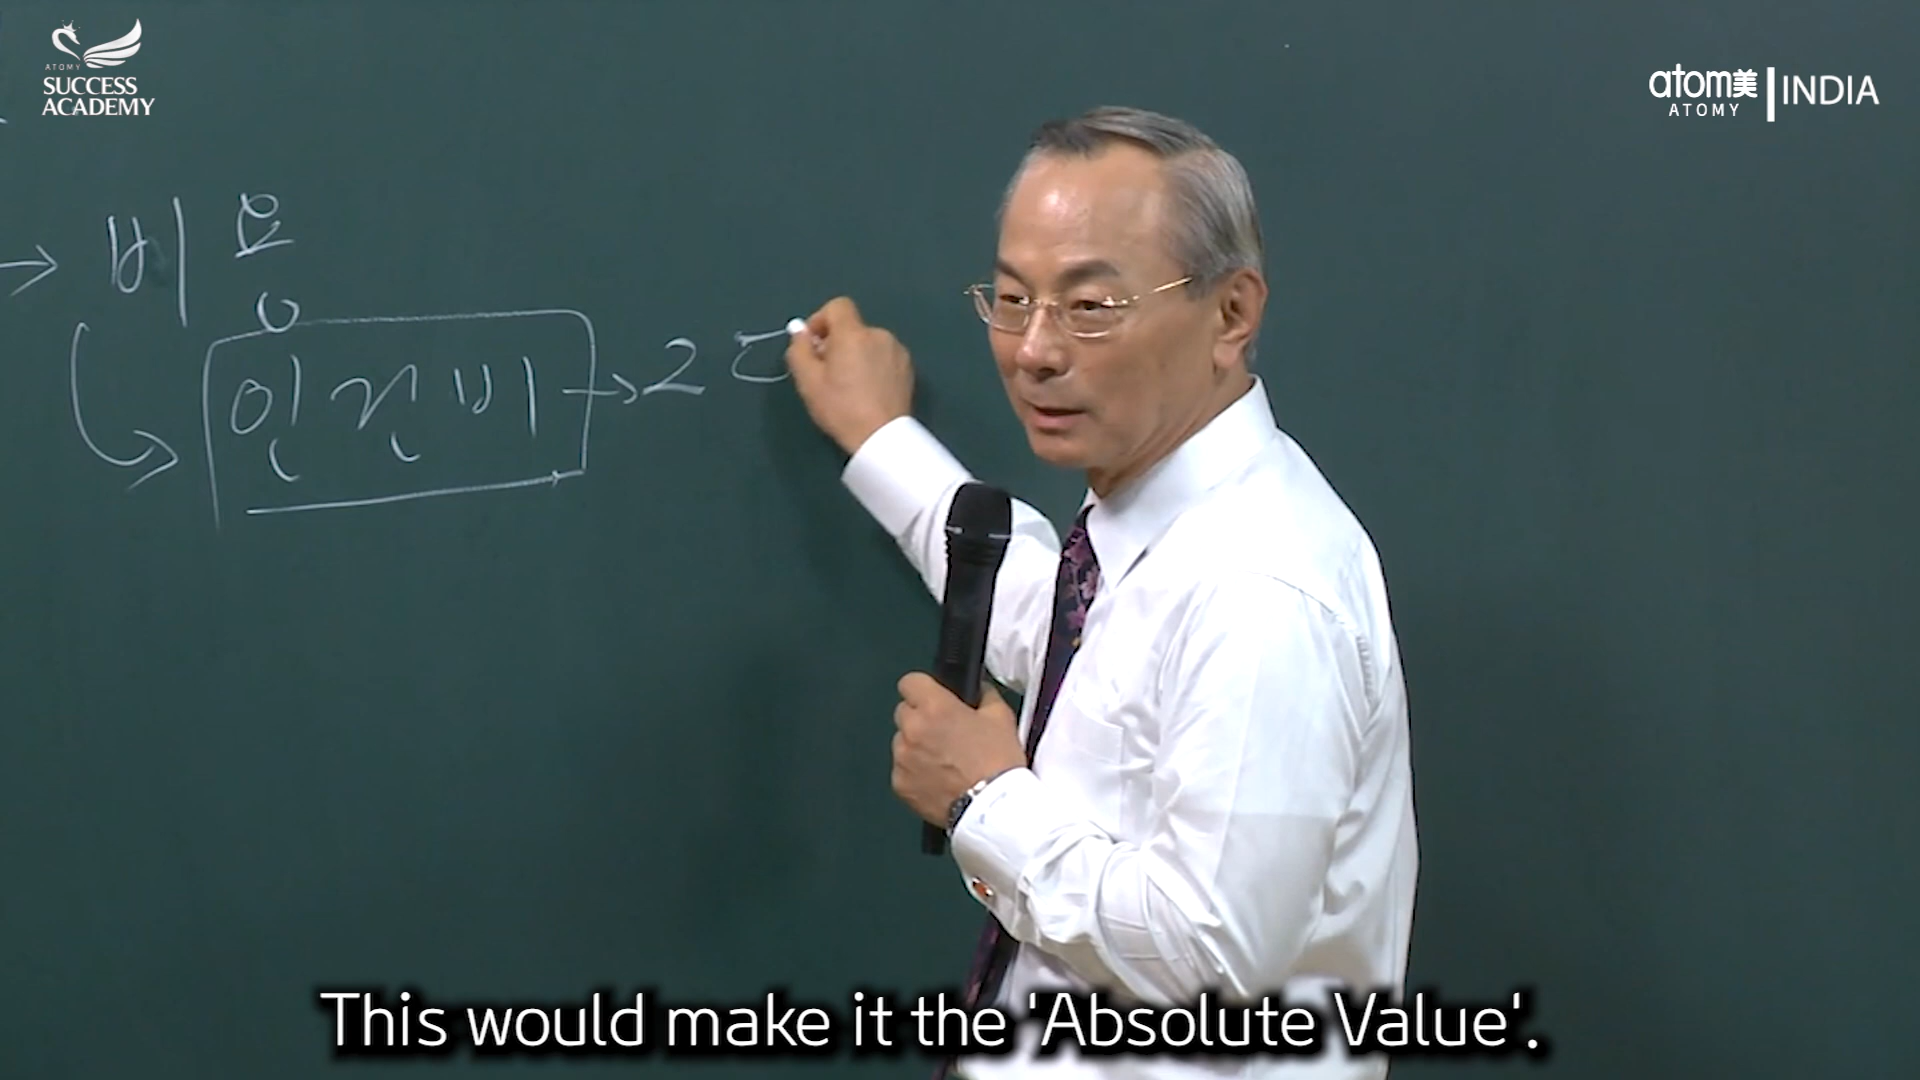 ATOMY
SUCCESS
ACADEMY
atom美
ATOMY
INDIA
→ 비용
인건비 → 2
This would make it the 'Absolute Value'.